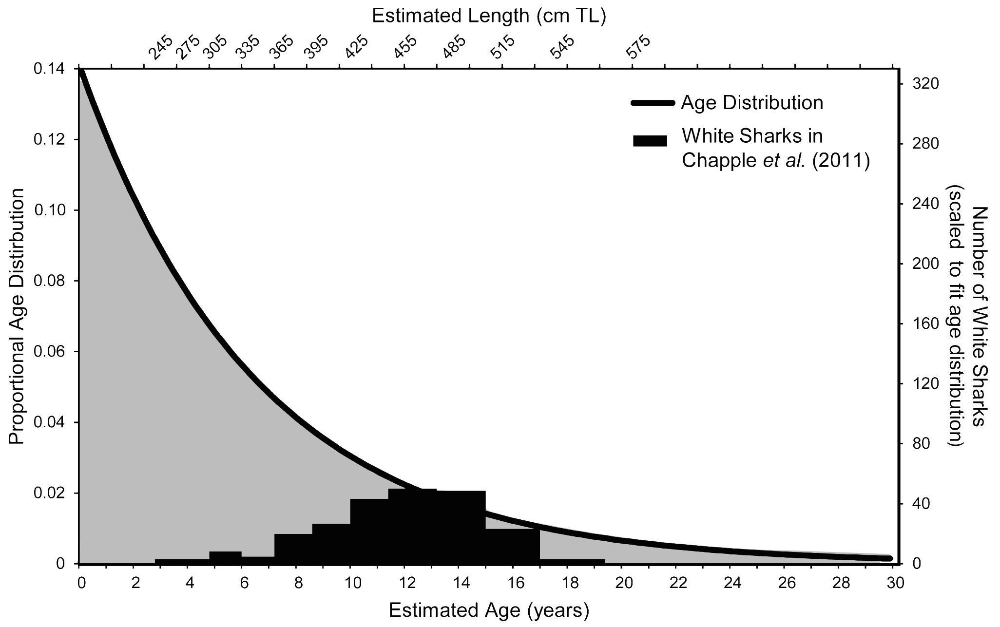 Estimated Length (cm TL)
245 275 305 335 365 395 425 455 485 515 545 575
0.14
0.12
0.10
0.08
0.06
0.04
0.02
0
Proportional Age Distirbution
Age Distribution
White Sharks in
Chapple et al. (2011)
320
280
240
200
160
120
80
40
0
Number of White Sharks
(scaled to fit age distribution)
0 2 4 6 8 10 12 14 16 18 20 22 24 26 28 30
Estimated Age (years)